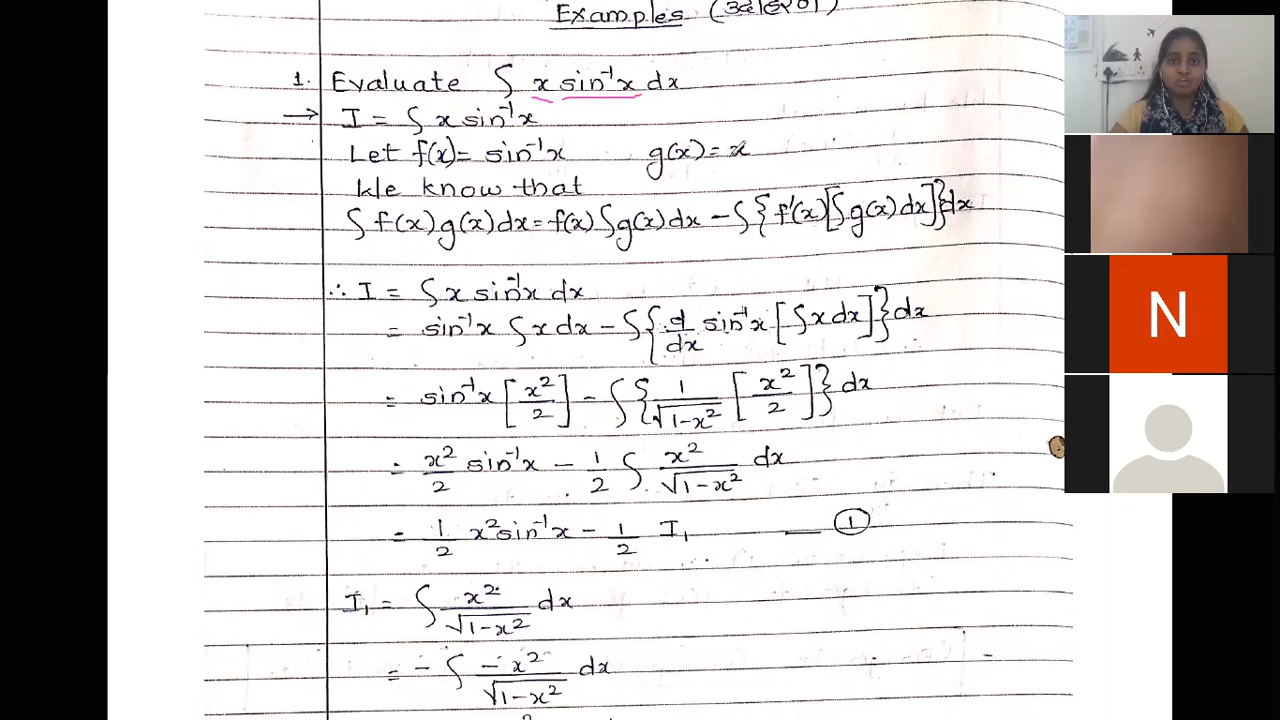 Examples (उदाहरणे)
1. Evaluate ∫ x sin⁻¹x dx
→ I = ∫ x sin⁻¹x
Let f(x) = sin⁻¹x g(x) = x
We know that
∫ f(x) g(x) dx = f(x) ∫ g(x) dx - ∫ { f'(x) [∫ g(x) dx] } dx
∴ I = ∫ x sin⁻¹x dx
= sin⁻¹x ∫ x dx - ∫ { d/dx sin⁻¹x [∫ x dx] } dx
= sin⁻¹x [x²/2] - ∫ { 1/√(1-x²) [x²/2] } dx
= x²/2 sin⁻¹x - 1/2 ∫ x²/√(1-x²) dx
= 1/2 x² sin⁻¹x - 1/2 I₁ — ①
I₁ = ∫ x²/√(1-x²) dx
= - ∫ -x²/√(1-x²) dx
N